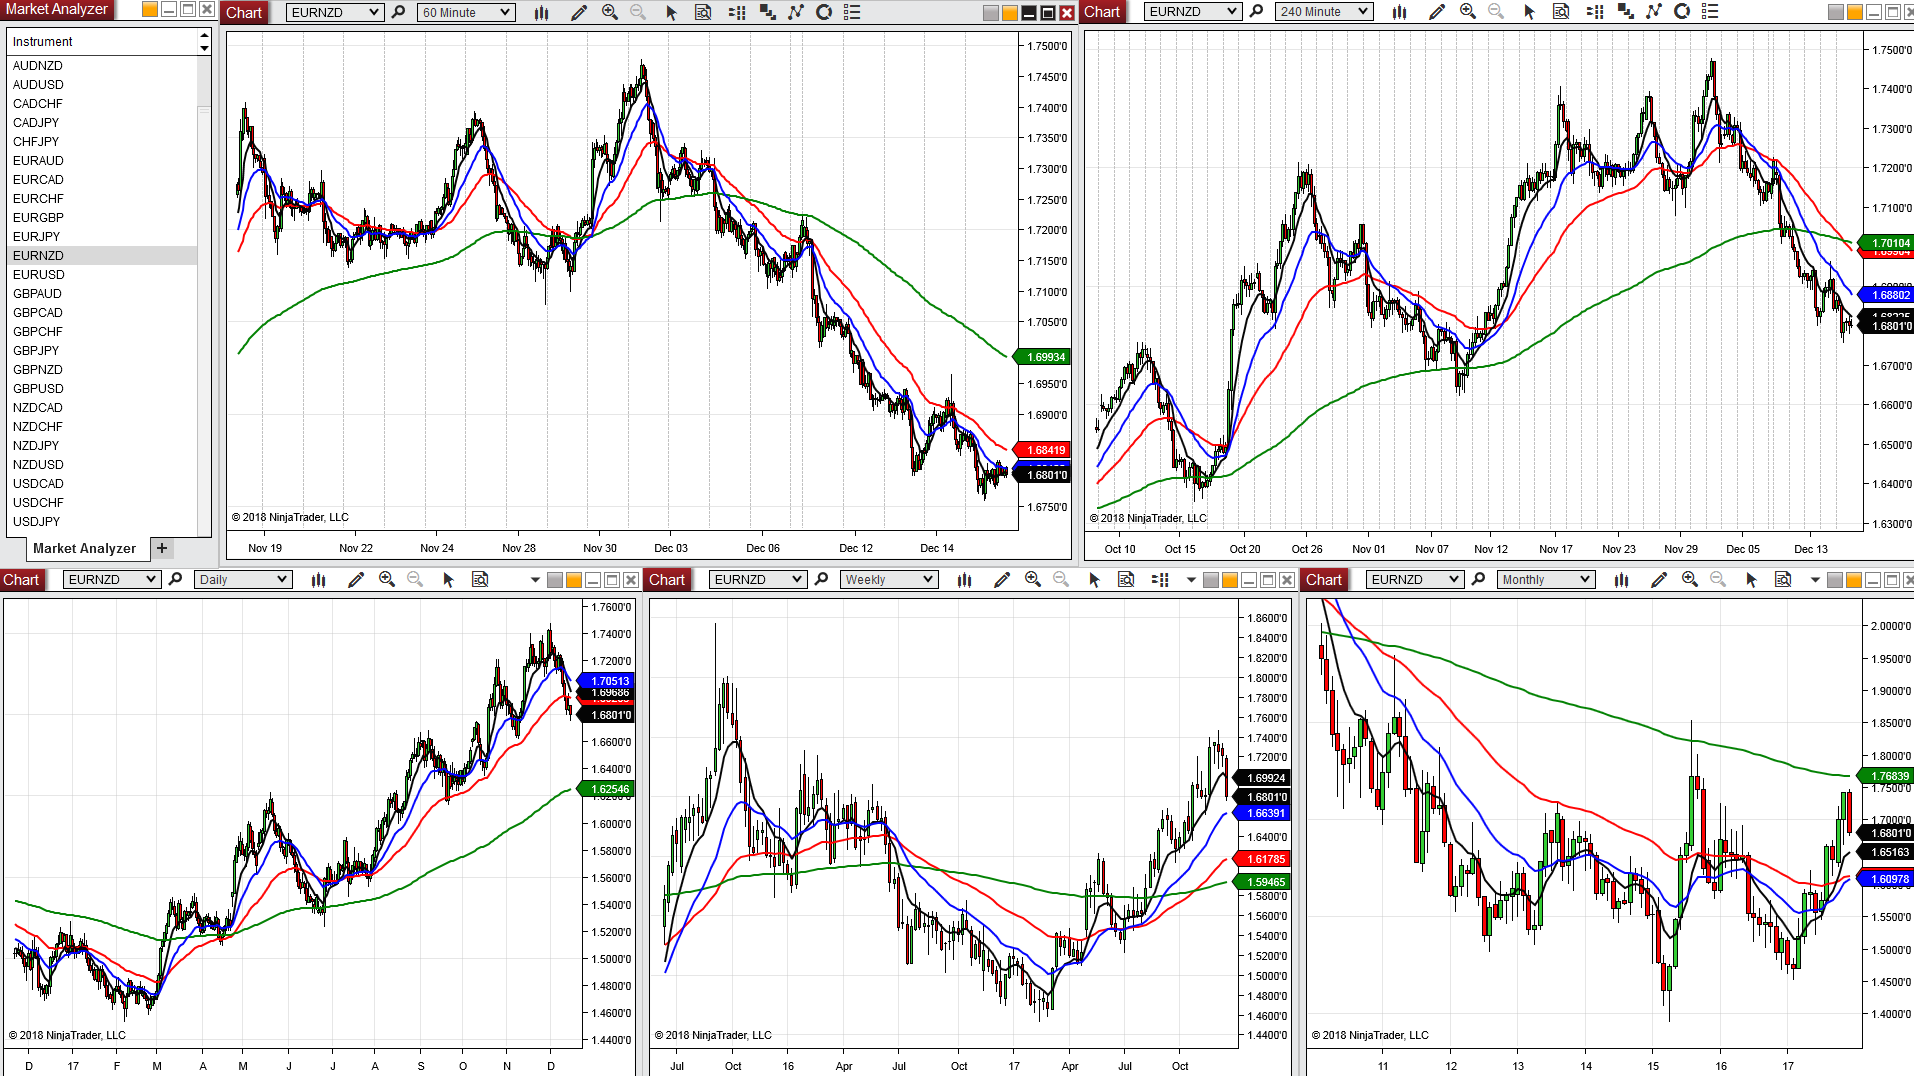 Market Analyzer
Instrument
AUDNZD
AUDUSD
CADCHF
CADJPY
CHFJPY
EURAUD
EURCAD
EURCHF
EURGBP
EURJPY
EURNZD
EURUSD
GBPAUD
GBPCAD
GBPCHF
GBPJPY
GBPNZD
GBPUSD
NZDCAD
NZDCHF
NZDJPY
NZDUSD
USDCAD
USDCHF
USDJPY
Market Analyzer +
Chart EURNZD 60 Minute
1.7500'0
1.7450'0
1.7400'0
1.7350'0
1.7300'0
1.7250'0
1.7200'0
1.7150'0
1.7100'0
1.7050'0
1.69934
1.6950'0
1.6900'0
1.68419
1.6801'0
1.6750'0
© 2018 NinjaTrader, LLC
Nov 19 Nov 22 Nov 24 Nov 28 Nov 30 Dec 03 Dec 06 Dec 12 Dec 14
Chart EURNZD 240 Minute
1.7500'0
1.7400'0
1.7300'0
1.7200'0
1.7100'0
1.70104
1.68802
1.6801'0
1.6700'0
1.6600'0
1.6500'0
1.6400'0
1.6300'0
© 2018 NinjaTrader, LLC
Oct 10 Oct 15 Oct 20 Oct 26 Nov 01 Nov 07 Nov 12 Nov 17 Nov 23 Nov 29 Dec 05 Dec 13
Chart EURNZD Daily
1.7600'0
1.7400'0
1.7200'0
1.70513
1.69686
1.6801'0
1.6600'0
1.6400'0
1.62546
1.6000'0
1.5800'0
1.5600'0
1.5400'0
1.5200'0
1.5000'0
1.4800'0
1.4600'0
1.4400'0
© 2018 NinjaTrader, LLC
D 17 F M A M J J A S O N D
Chart EURNZD Weekly
1.8600'0
1.8400'0
1.8200'0
1.8000'0
1.7800'0
1.7600'0
1.7400'0
1.7200'0
1.69924
1.6801'0
1.66391
1.6400'0
1.61785
1.59465
1.5800'0
1.5600'0
1.5400'0
1.5200'0
1.5000'0
1.4800'0
1.4600'0
1.4400'0
© 2018 NinjaTrader, LLC
Jul Oct 16 Apr Jul Oct 17 Apr Jul Oct
Chart EURNZD Monthly
2.0000'0
1.9500'0
1.9000'0
1.8500'0
1.8000'0
1.76839
1.7500'0
1.7000'0
1.6801'0
1.65163
1.60978
1.5500'0
1.5000'0
1.4500'0
1.4000'0
© 2018 NinjaTrader, LLC
11 12 13 14 15 16 17